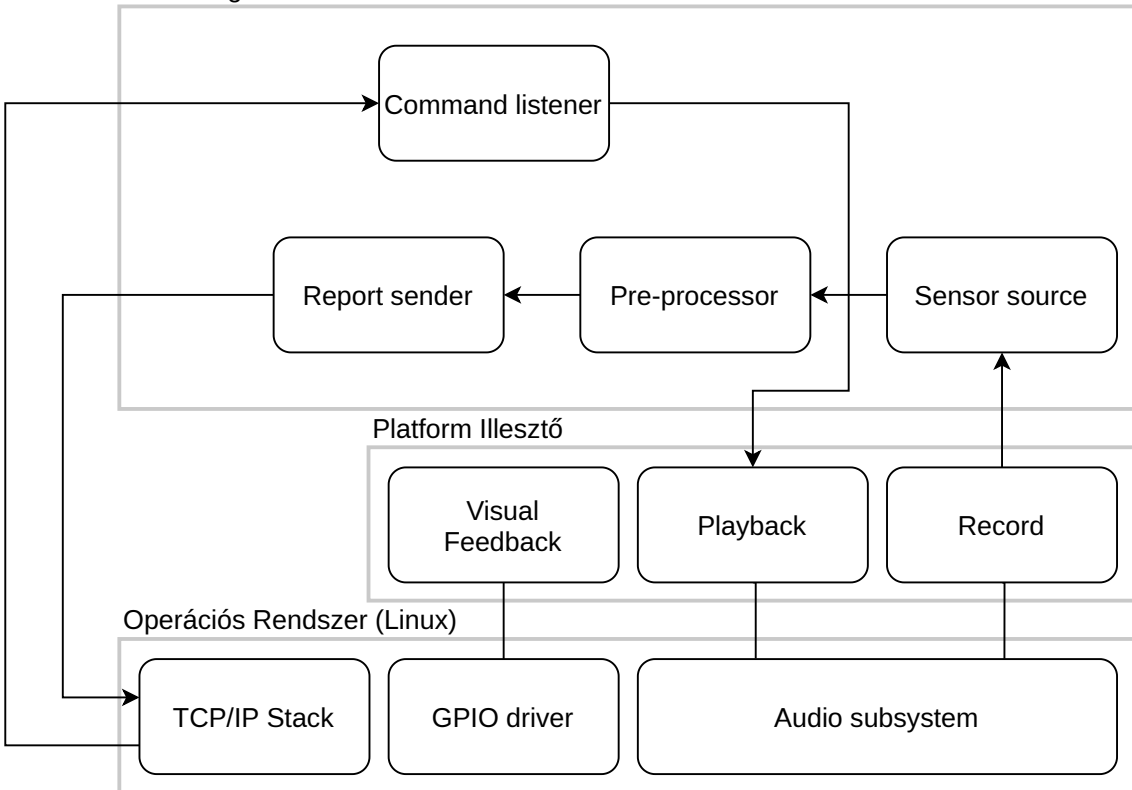 Command listener
Report sender
Pre-processor
Sensor source
Platform Illesztő
Visual
Feedback
Playback
Record
Operációs Rendszer (Linux)
TCP/IP Stack
GPIO driver
Audio subsystem